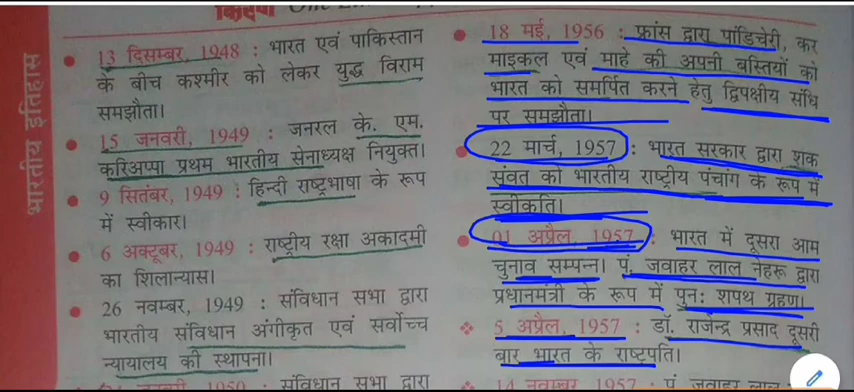 भारतीय इतिहास
13 दिसम्बर, 1948 : भारत एवं पाकिस्तान
के बीच कश्मीर को लेकर युद्ध विराम
समझौता।
15 जनवरी, 1949 : जनरल के. एम.
करिअप्पा प्रथम भारतीय सेनाध्यक्ष नियुक्त।
9 सितंबर, 1949 : हिन्दी राष्ट्रभाषा के रूप
में स्वीकार।
6 अक्टूबर, 1949 : राष्ट्रीय रक्षा अकादमी
का शिलान्यास।
26 नवम्बर, 1949 : संविधान सभा द्वारा
भारतीय संविधान अंगीकृत एवं सर्वोच्च
न्यायालय की स्थापना।
1950 : संविधान सभा द्वारा
18 मई, 1956 : फ्रांस द्वारा पांडिचेरी, कर
माइकल एवं माहे की अपनी बस्तियों को
भारत को समर्पित करने हेतु द्विपक्षीय संधि
पर समझौता।
22 मार्च, 1957 : भारत सरकार द्वारा शक
संवत को भारतीय राष्ट्रीय पंचांग के रूप में
स्वीकृति।
01 अप्रैल, 1957 : भारत में दूसरा आम
चुनाव सम्पन्न। पं. जवाहर लाल नेहरू द्वारा
प्रधानमंत्री के रूप में पुन: शपथ ग्रहण।
5 अप्रैल, 1957 : डॉ. राजेन्द्र प्रसाद दूसरी
बार भारत के राष्ट्रपति।
14 नवम्बर, 1957 : पं. जवाहर लाल